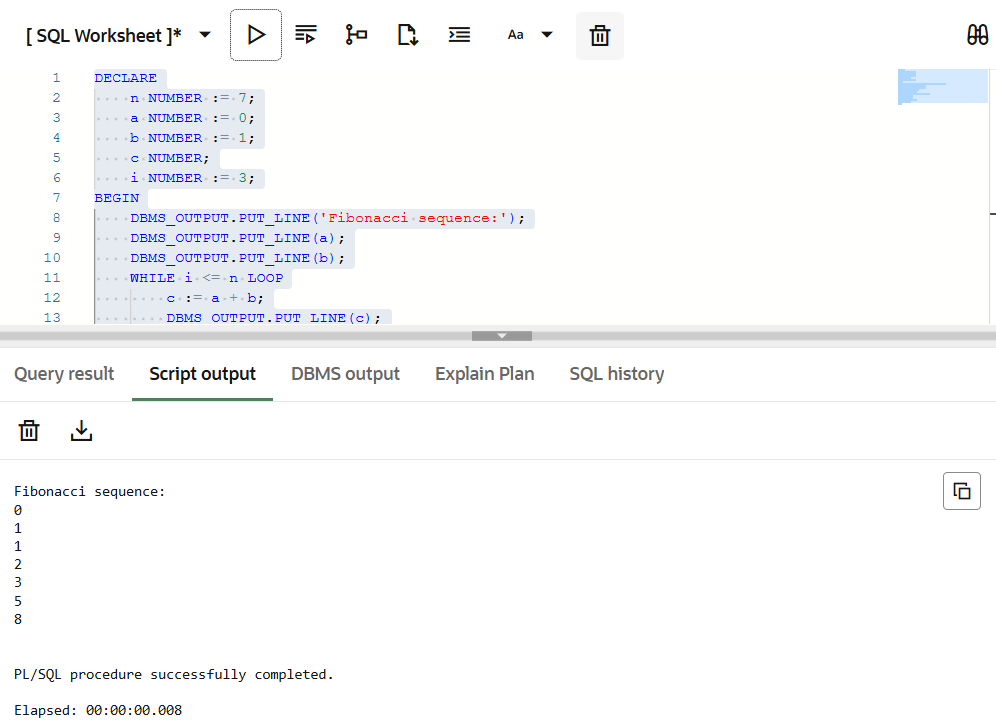 [ SQL Worksheet ]* Aa
1 DECLARE
2 n NUMBER := 7;
3 a NUMBER := 0;
4 b NUMBER := 1;
5 c NUMBER;
6 i NUMBER := 3;
7 BEGIN
8 DBMS_OUTPUT.PUT_LINE('Fibonacci sequence:');
9 DBMS_OUTPUT.PUT_LINE(a);
10 DBMS_OUTPUT.PUT_LINE(b);
11 WHILE i <= n LOOP
12 c := a + b;
13 DBMS_OUTPUT.PUT_LINE(c);
Query result Script output DBMS output Explain Plan SQL history
Fibonacci sequence:
0
1
1
2
3
5
8
PL/SQL procedure successfully completed.
Elapsed: 00:00:00.008